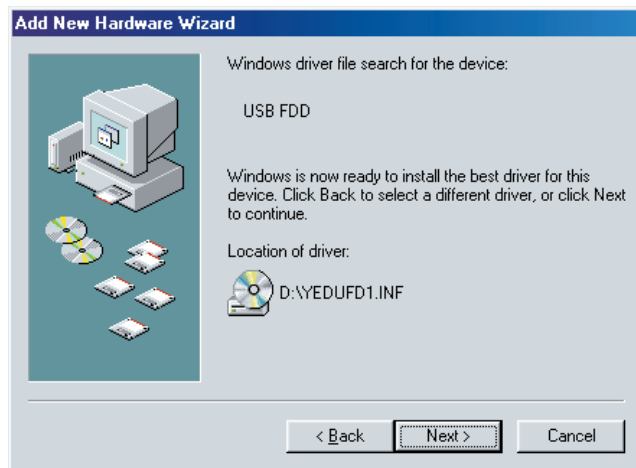 Add New Hardware Wizard
Windows driver file search for the device:
USB FDD
Windows is now ready to install the best driver for this
device. Click Back to select a different driver, or click Next
to continue.
Location of driver:
D:\YEDUFD1.INF
< Back
Next >
Cancel